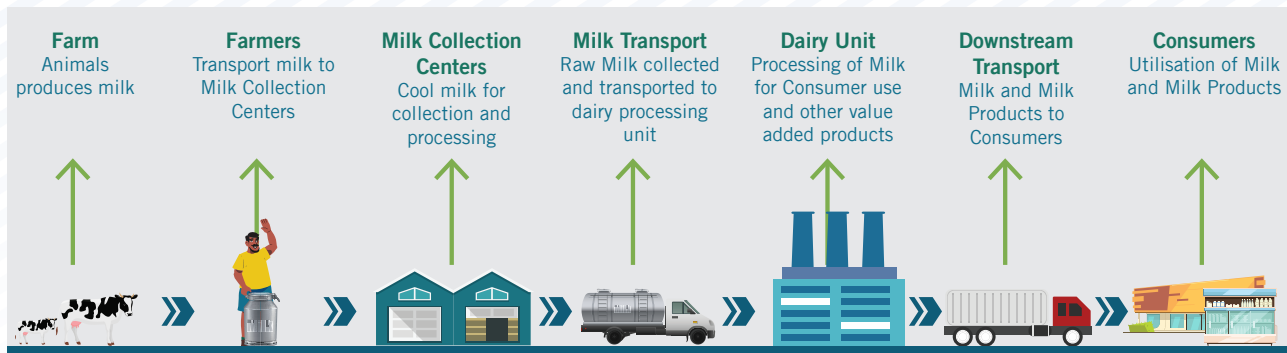 Farm
Animals
produces milk
Farmers
Transport milk to
Milk Collection
Centers
Milk Collection
Centers
Cool milk for
collection and
processing
Milk Transport
Raw Milk collected
and transported to
dairy processing
unit
Dairy Unit
Processing of Milk
for Consumer use
and other value
added products
Downstream
Transport
Milk and Milk
Products to
Consumers
Consumers
Utilisation of Milk
and Milk Products